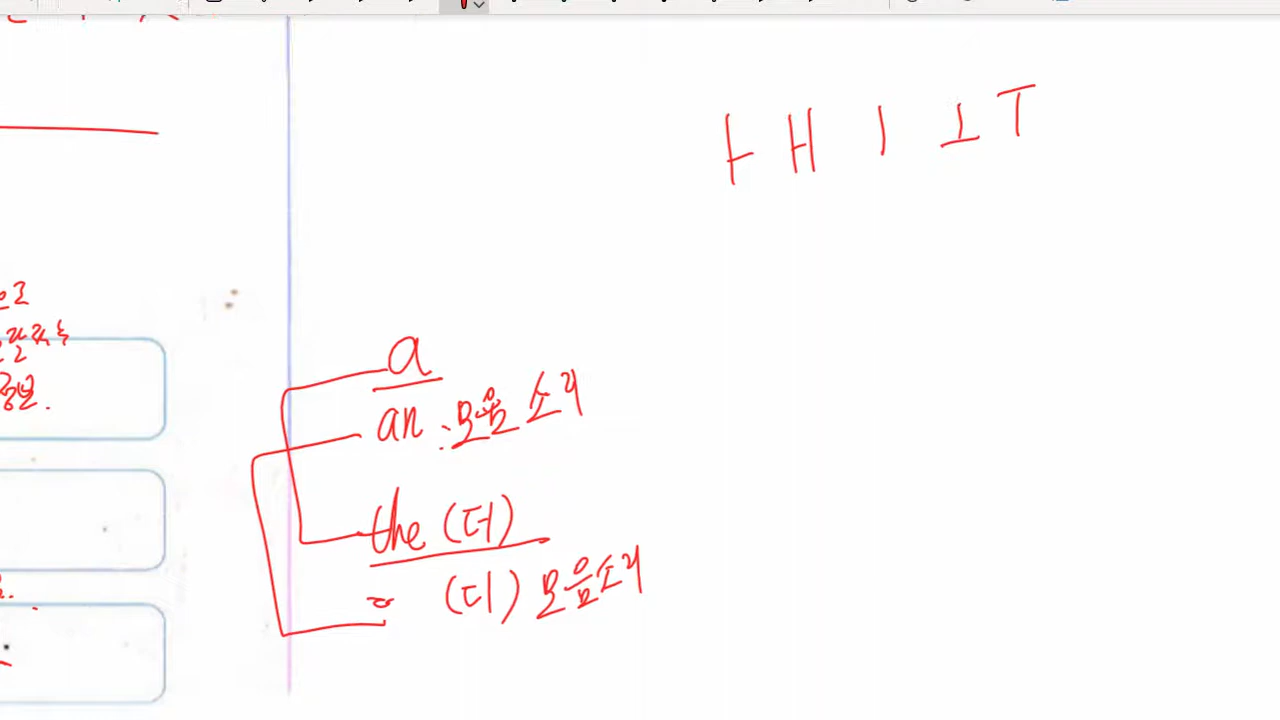 ㅏ ㅐ ㅣ ㅗ ㅜ
a
an : 모음 소리
the (더)
= (디) 모음소리